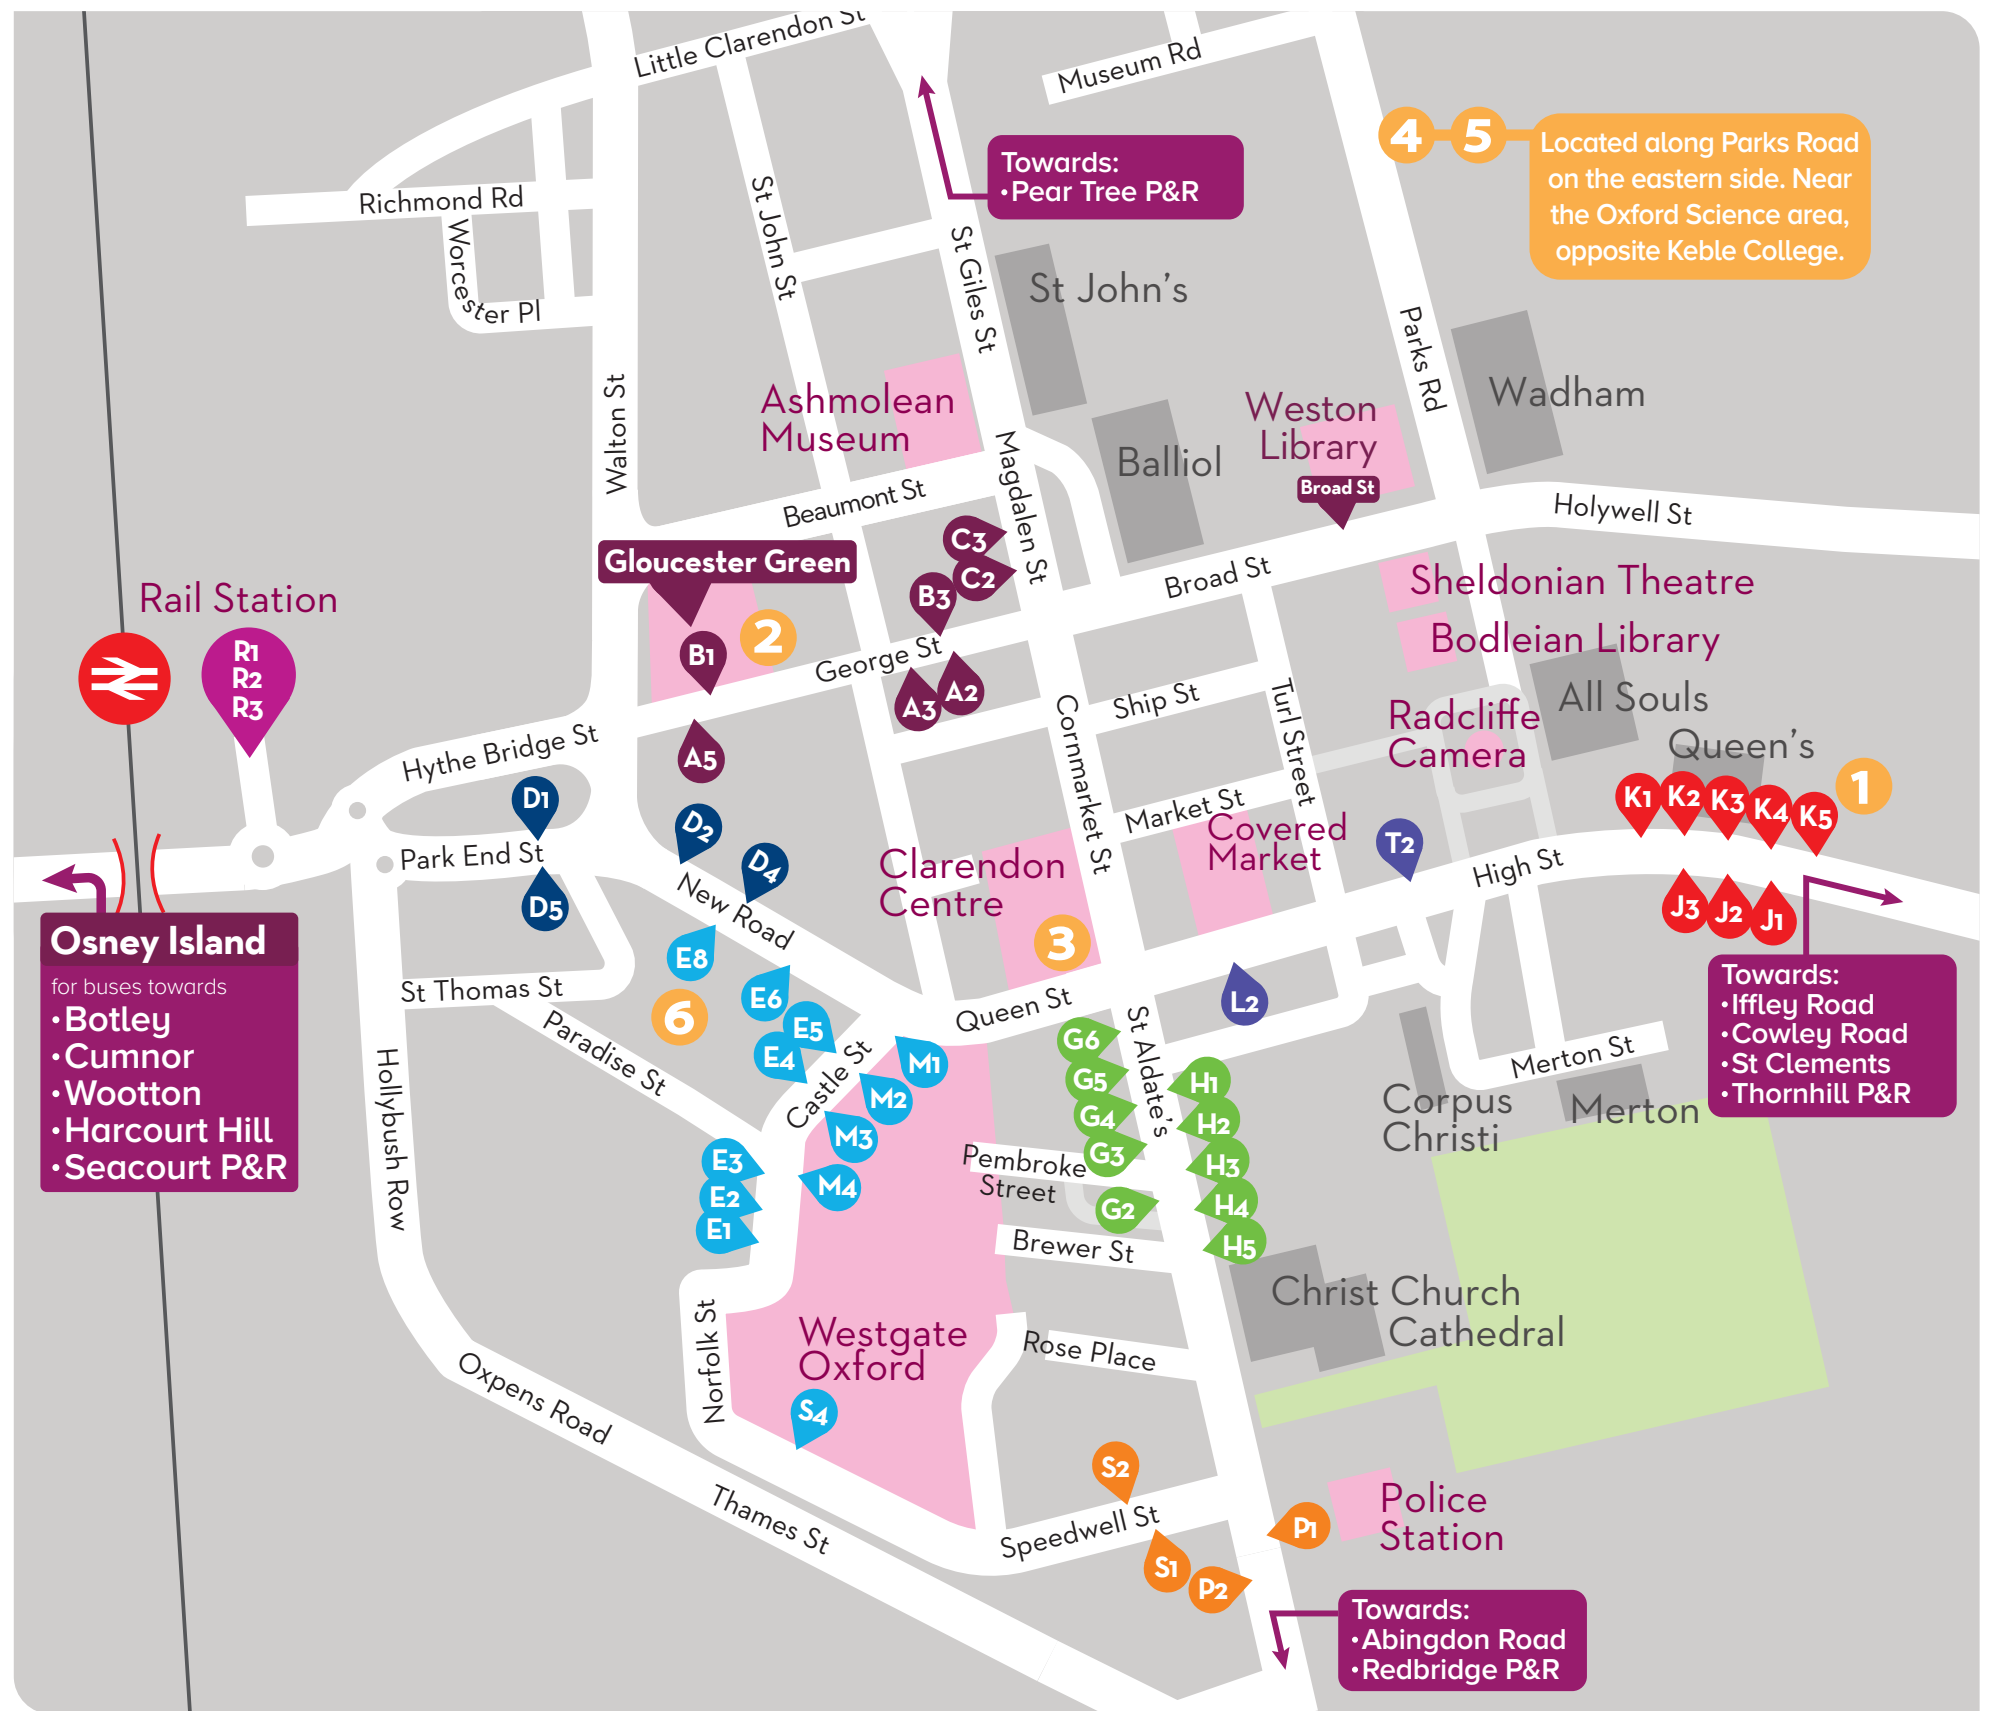 Little Clarendon St
Museum Rd
4
5
Located along Parks Road
on the eastern side. Near
the Oxford Science area,
opposite Keble College.
Towards:
•Pear Tree P&R
Richmond Rd
Worcester Pl
St John St
St Giles St
St John's
Parks Rd
Walton St
Ashmolean
Museum
Magdalen St
Balliol
Weston
Library
Broad St
Wadham
Beaumont St
Holywell St
Gloucester Green
C3
C2
B3
Broad St
Sheldonian Theatre
Rail Station
R1
R2
R3
2
B1
George St
A3
A2
Bodleian Library
Ship St
Turl Street
Cornmarket St
Radcliffe
Camera
All Souls
Queen's
Hythe Bridge St
A5
D1
Park End St
D5
D2
D4
New Road
Market St
Covered
Market
Clarendon
Centre
3
T2
High St
K1
K2
K3
K4
K5
1
J3
J2
J1
Osney Island
for buses towards
•Botley
•Cumnor
•Wootton
•Harcourt Hill
•Seacourt P&R
St Thomas St
E8
6
E6
E5
E4
Queen St
L2
Towards:
•Iffley Road
•Cowley Road
•St Clements
•Thornhill P&R
Paradise St
Castle St
M1
M2
M3
M4
St Aldate's
G6
G5
G4
G3
G2
H1
H2
H3
H4
H5
Merton St
Corpus
Christi
Merton
Hollybush Row
E3
E2
E1
Pembroke
Street
Brewer St
Christ Church
Cathedral
Norfolk St
Westgate
Oxford
Rose Place
S4
Oxpens Road
Thames St
S2
Speedwell St
S1
P2
P1
Police
Station
Towards:
•Abingdon Road
•Redbridge P&R